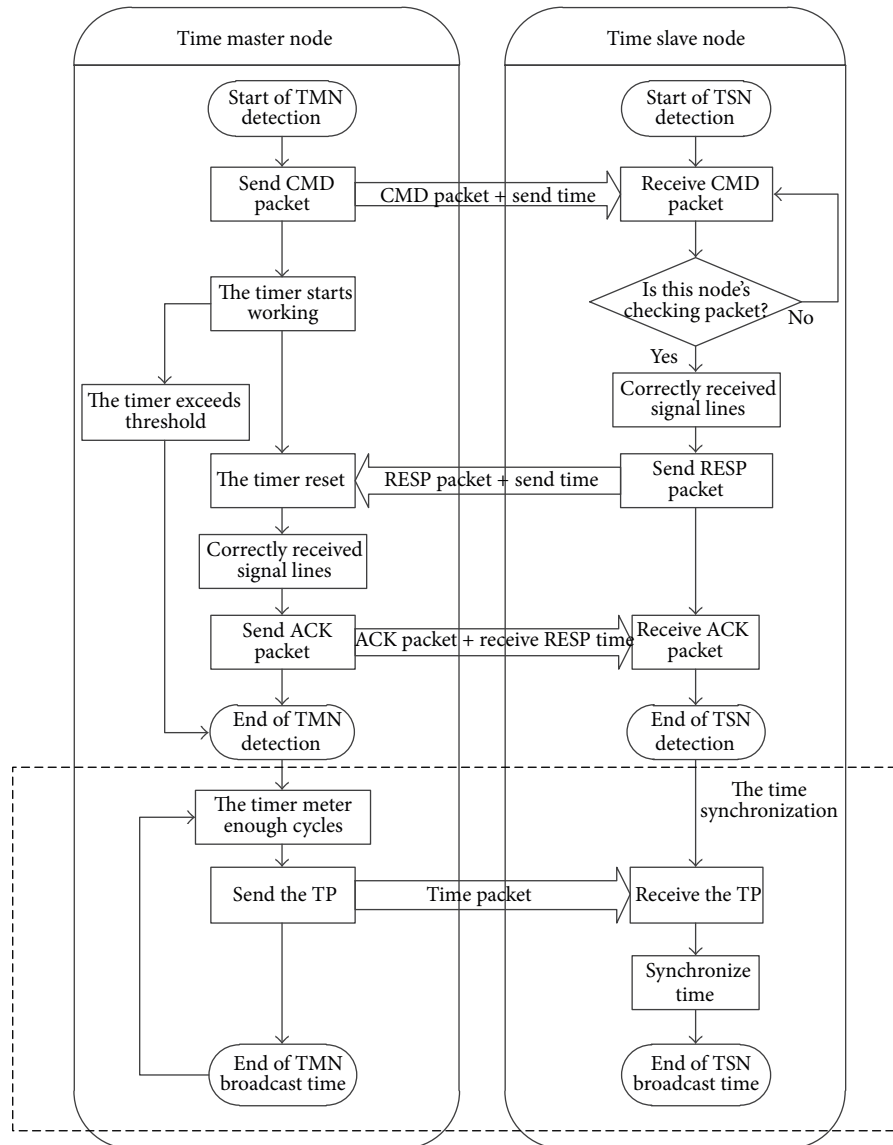 Time master node
Time slave node
Start of TMN
detection
Start of TSN
detection
Send CMD
packet
CMD packet + send time
Receive CMD
packet
The timer starts
working
Is this node's
checking packet?
No
Yes
The timer exceeds
threshold
Correctly received
signal lines
The timer reset
RESP packet + send time
Send RESP
packet
Correctly received
signal lines
Send ACK
packet
ACK packet + receive RESP time
Receive ACK
packet
End of TMN
detection
End of TSN
detection
The time
synchronization
The timer meter
enough cycles
Send the TP
Time packet
Receive the TP
Synchronize
time
End of TMN
broadcast time
End of TSN
broadcast time